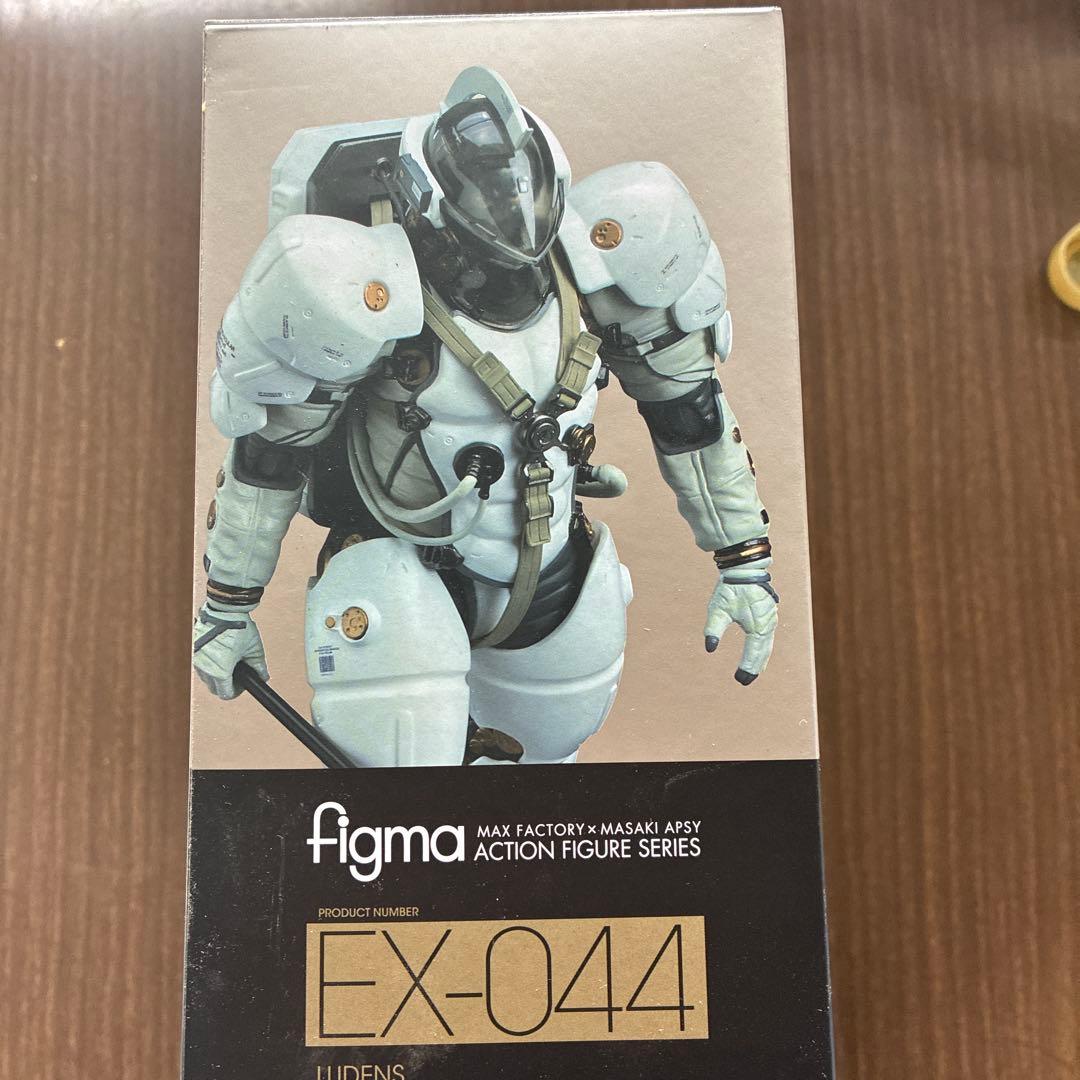 figma
MAX FACTORY × MASAKI APSY
ACTION FIGURE SERIES
PRODUCT NUMBER
EX-044
LUDENS